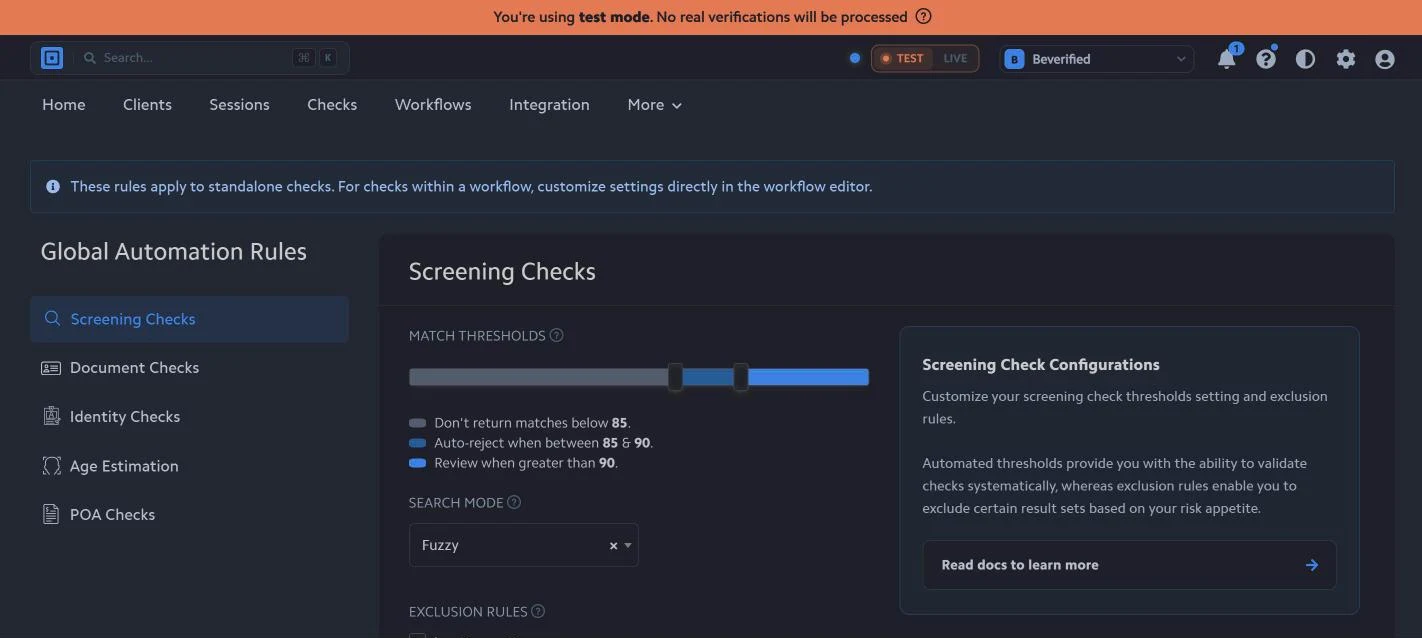 You're using test mode. No real verifications will be processed
Search... ⌘ K
TEST LIVE
B Beverified
1
Home Clients Sessions Checks Workflows Integration More
These rules apply to standalone checks. For checks within a workflow, customize settings directly in the workflow editor.
Global Automation Rules
Screening Checks
Document Checks
Identity Checks
Age Estimation
POA Checks
Screening Checks
MATCH THRESHOLDS
Don't return matches below 85.
Auto-reject when between 85 & 90.
Review when greater than 90.
SEARCH MODE
Fuzzy
EXCLUSION RULES
Screening Check Configurations
Customize your screening check thresholds setting and exclusion
rules.
Automated thresholds provide you with the ability to validate
checks systematically, whereas exclusion rules enable you to
exclude certain result sets based on your risk appetite.
Read docs to learn more